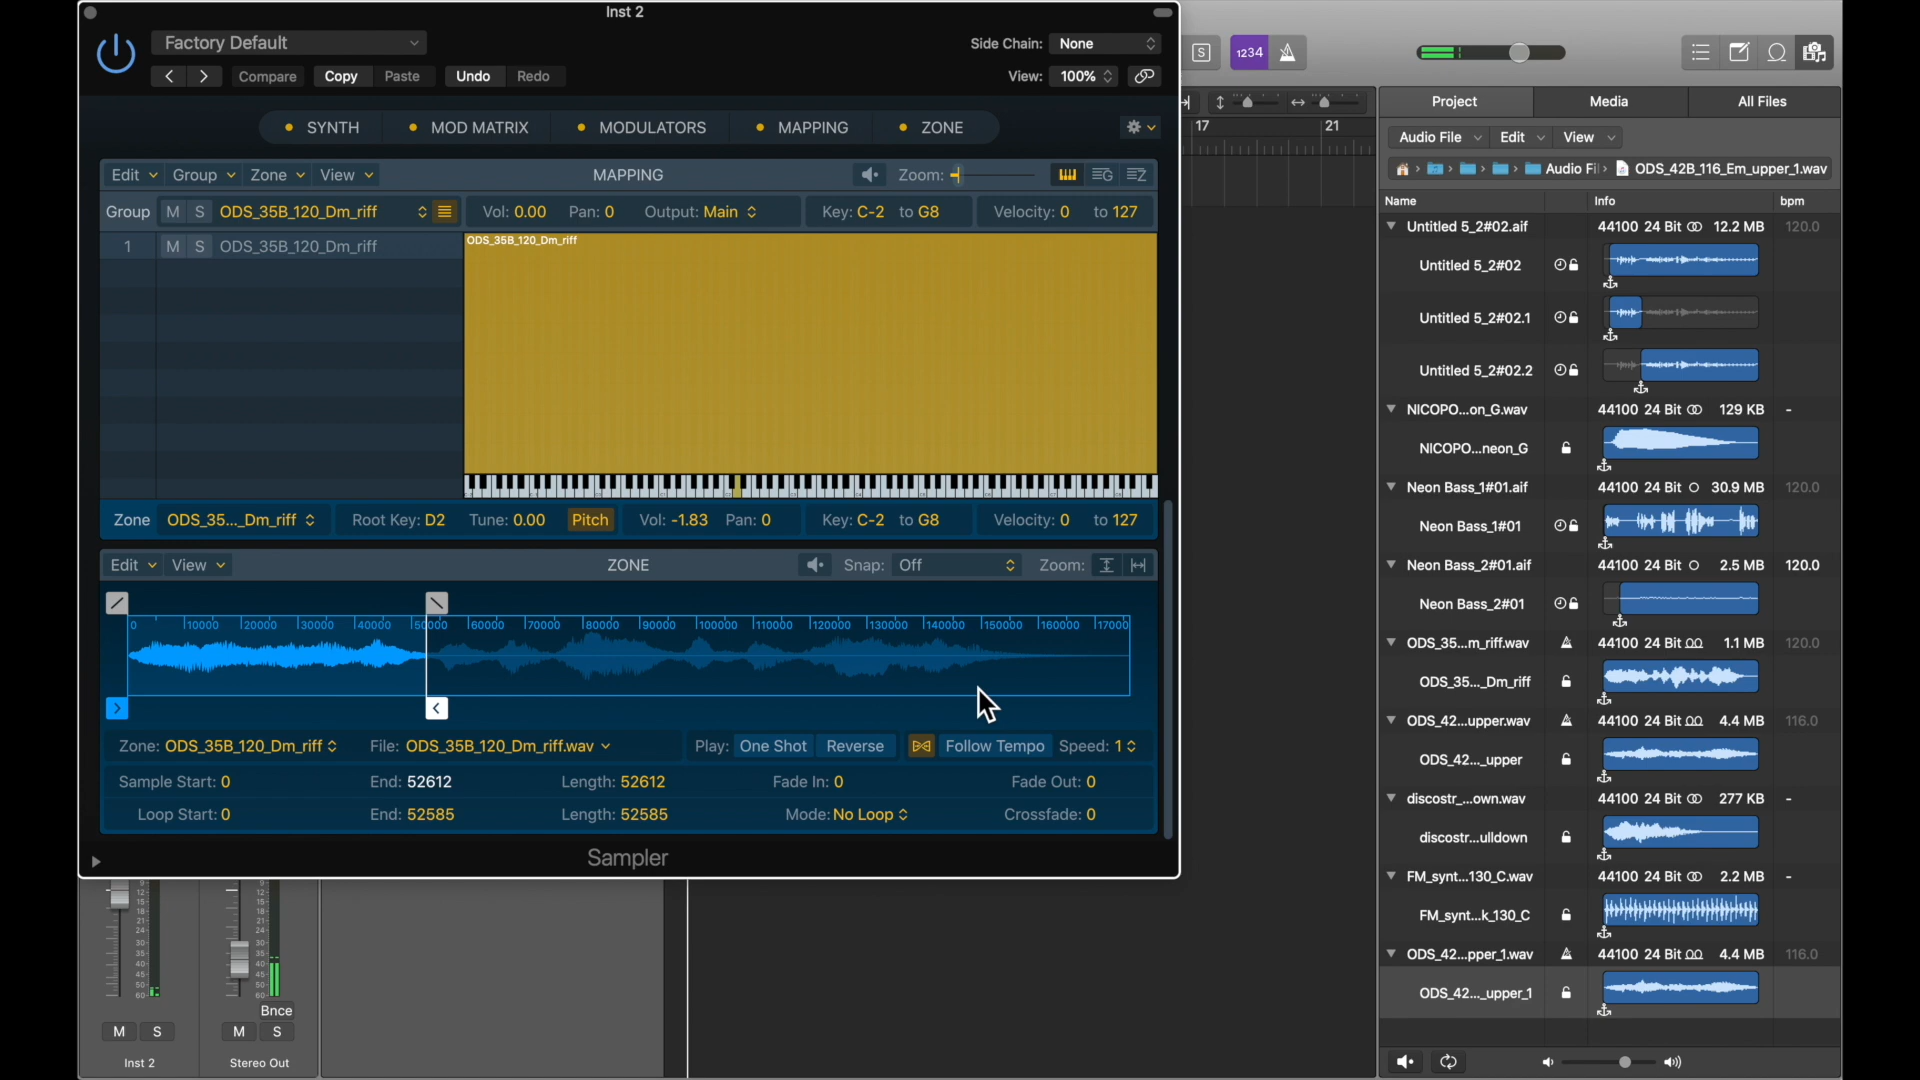 Inst 2
Factory Default
Side Chain: None
Compare Copy Paste Undo Redo
View: 100%
S 1234
SYNTH MOD MATRIX MODULATORS MAPPING ZONE
Edit Group Zone View MAPPING Zoom:
Group M S ODS_35B_120_Dm_riff Vol: 0.00 Pan: 0 Output: Main Key: C-2 to G8 Velocity: 0 to 127
1 M S ODS_35B_120_Dm_riff
ODS_35B_120_Dm_riff
Zone ODS_35..._Dm_riff Root Key: D2 Tune: 0.00 Pitch Vol: -1.83 Pan: 0 Key: C-2 to G8 Velocity: 0 to 127
Edit View ZONE Snap: Off Zoom:
0 10000 20000 30000 40000 50000 60000 70000 80000 90000 100000 110000 120000 130000 140000 150000 160000 17000
Zone: ODS_35B_120_Dm_riff File: ODS_35B_120_Dm_riff.wav Play: One Shot Reverse Follow Tempo Speed: 1
Sample Start: 0 End: 52612 Length: 52612 Fade In: 0 Fade Out: 0
Loop Start: 0 End: 52585 Length: 52585 Mode: No Loop Crossfade: 0
Sampler
Bnce
M S M S
Inst 2 Stereo Out
17 21
Project Media All Files
Audio File Edit View
Audio Fil ODS_42B_116_Em_upper_1.wav
Name Info bpm
Untitled 5_2#02.aif 44100 24 Bit 12.2 MB 120.0
Untitled 5_2#02
Untitled 5_2#02.1
Untitled 5_2#02.2
NICOPO...on_G.wav 44100 24 Bit 129 KB -
NICOPO...neon_G
Neon Bass_1#01.aif 44100 24 Bit 30.9 MB 120.0
Neon Bass_1#01
Neon Bass_2#01.aif 44100 24 Bit 2.5 MB 120.0
Neon Bass_2#01
ODS_35...m_riff.wav 44100 24 Bit 1.1 MB 120.0
ODS_35..._Dm_riff
ODS_42...upper.wav 44100 24 Bit 4.4 MB 116.0
ODS_42..._upper
discostr_...own.wav 44100 24 Bit 277 KB -
discostr...ulldown
FM_synt...130_C.wav 44100 24 Bit 2.2 MB -
FM_synt...k_130_C
ODS_42...pper_1.wav 44100 24 Bit 4.4 MB 116.0
ODS_42..._upper_1